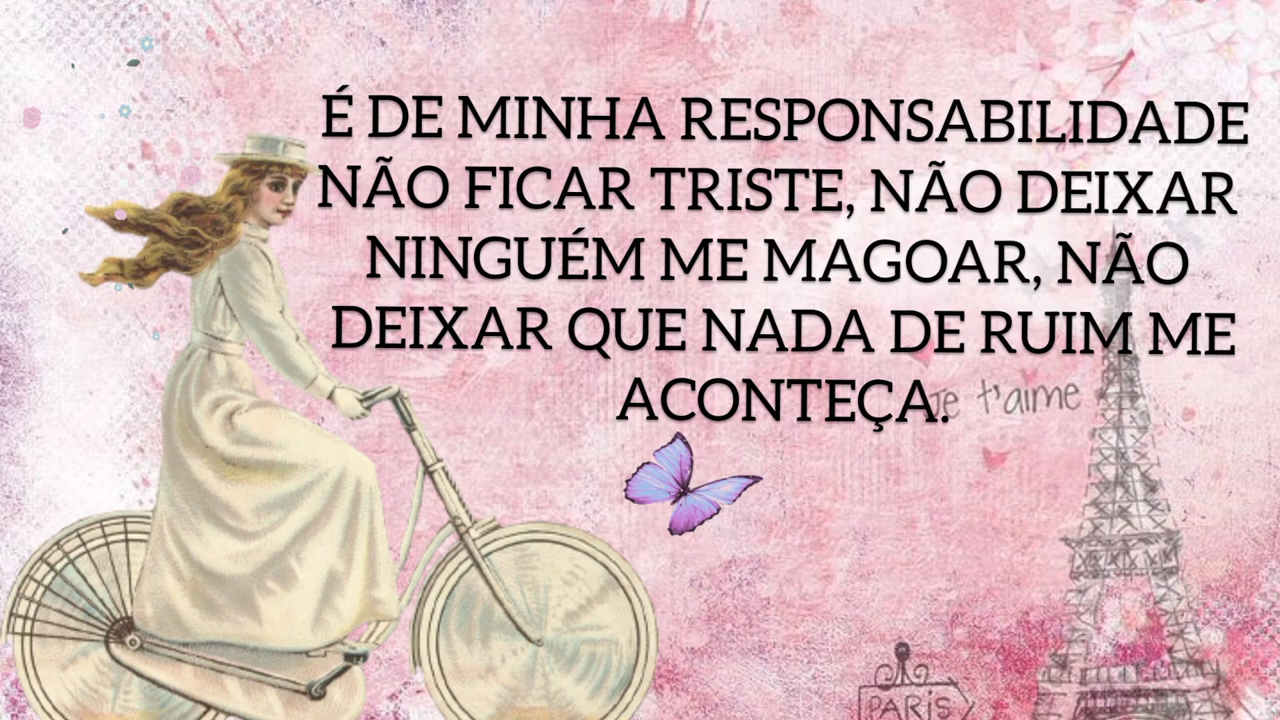 É DE MINHA RESPONSABILIDADE
NÃO FICAR TRISTE, NÃO DEIXAR
NINGUÉM ME MAGOAR, NÃO
DEIXAR QUE NADA DE RUIM ME
ACONTEÇA.
Je t'aime
PARIS